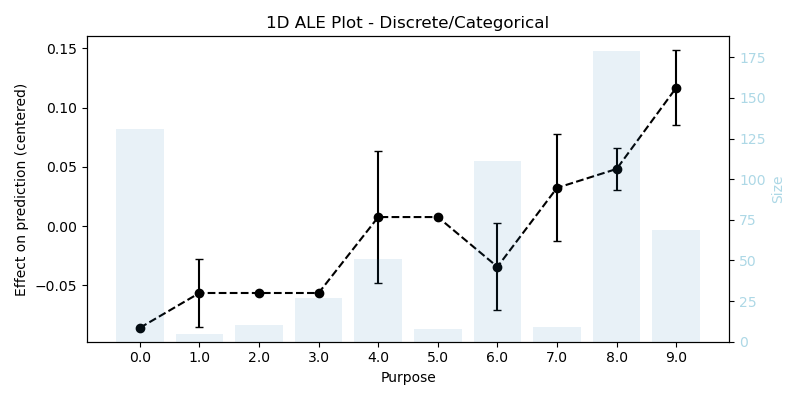 1D ALE Plot - Discrete/Categorical
0.15
0.10
0.05
0.00
−0.05
Effect on prediction (centered)
175
150
125
100
75
50
25
0
Size
0.0 1.0 2.0 3.0 4.0 5.0 6.0 7.0 8.0 9.0
Purpose